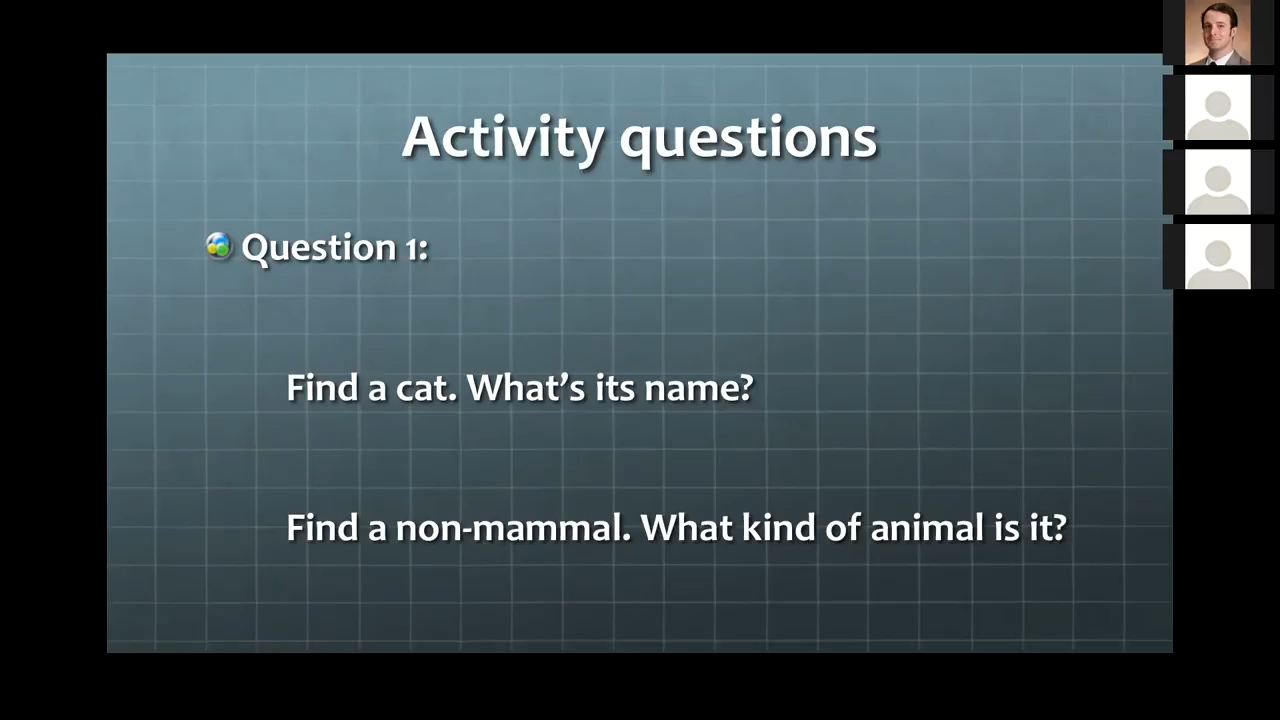 Activity questions
Question 1:
Find a cat. What’s its name?
Find a non-mammal. What kind of animal is it?